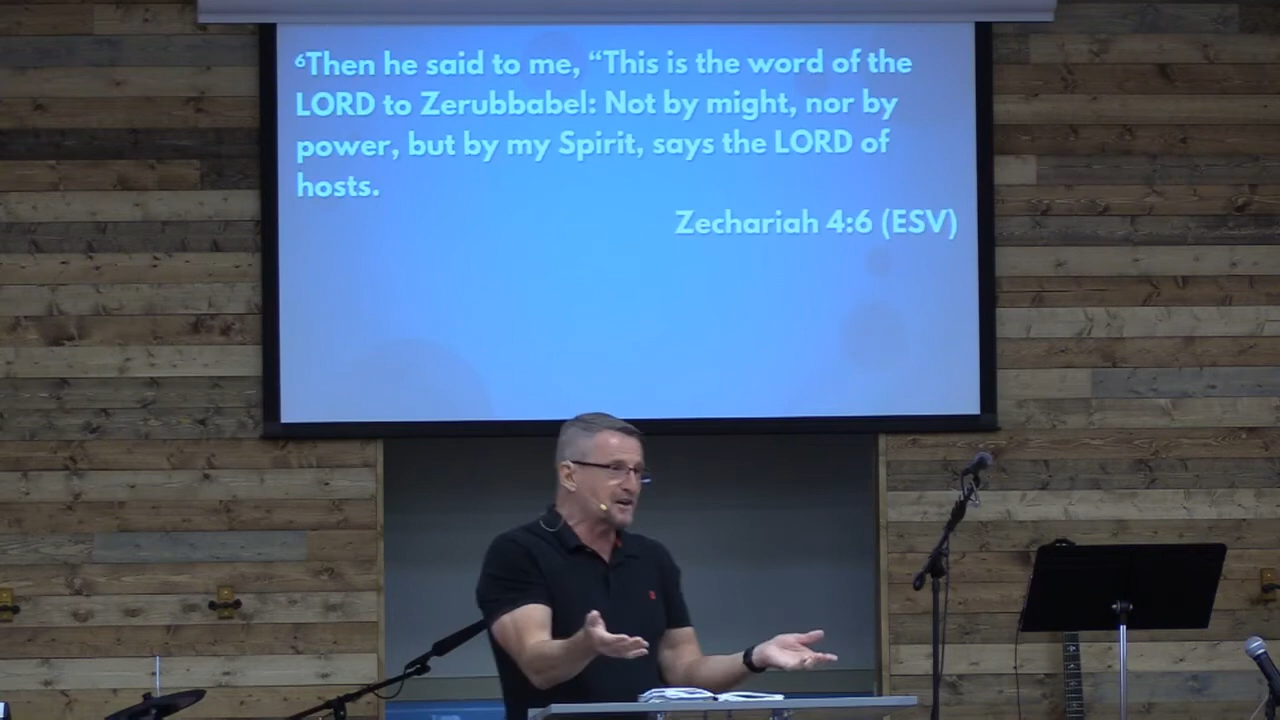 ⁶Then he said to me, “This is the word of the
LORD to Zerubbabel: Not by might, nor by
power, but by my Spirit, says the LORD of
hosts.
Zechariah 4:6 (ESV)